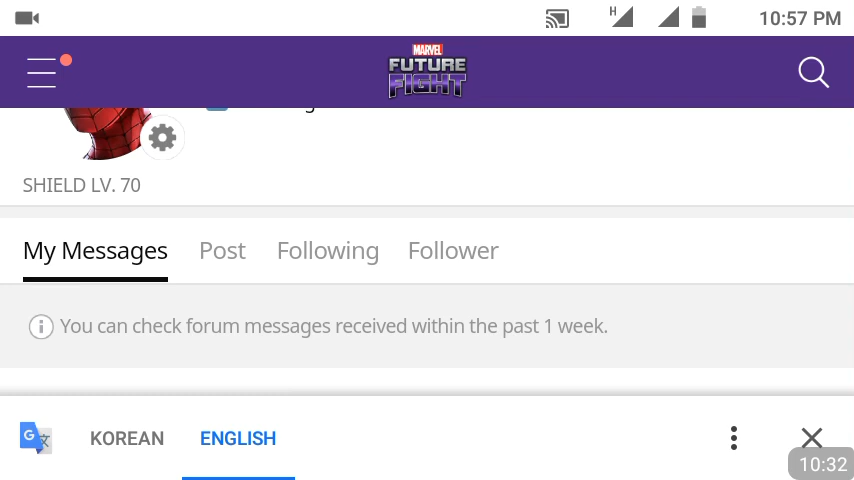 H
10:57 PM
MARVEL
FUTURE
FIGHT
SHIELD LV. 70
My Messages Post Following Follower
You can check forum messages received within the past 1 week.
G 文
KOREAN ENGLISH
10:32